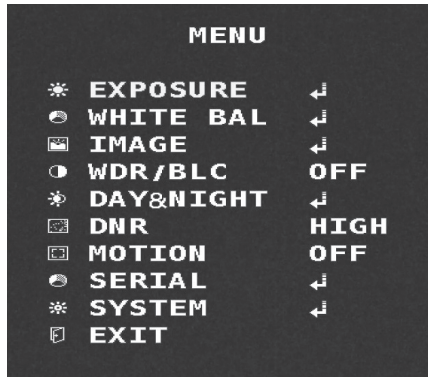 MENU
EXPOSURE ↲
WHITE BAL ↲
IMAGE ↲
WDR/BLC OFF
DAY&NIGHT ↲
DNR HIGH
MOTION OFF
SERIAL ↲
SYSTEM ↲
EXIT